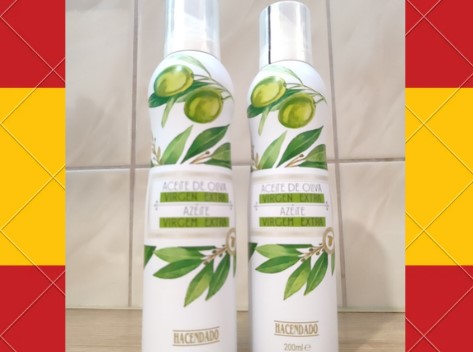 ACEITE DE OLIVA
VIRGEN EXTRA
AZEITE
VIRGEM EXTRA
HACENDADO
ACEITE DE OLIVA
VIRGEN EXTRA
AZEITE
VIRGEM EXTRA
HACENDADO
200ml e